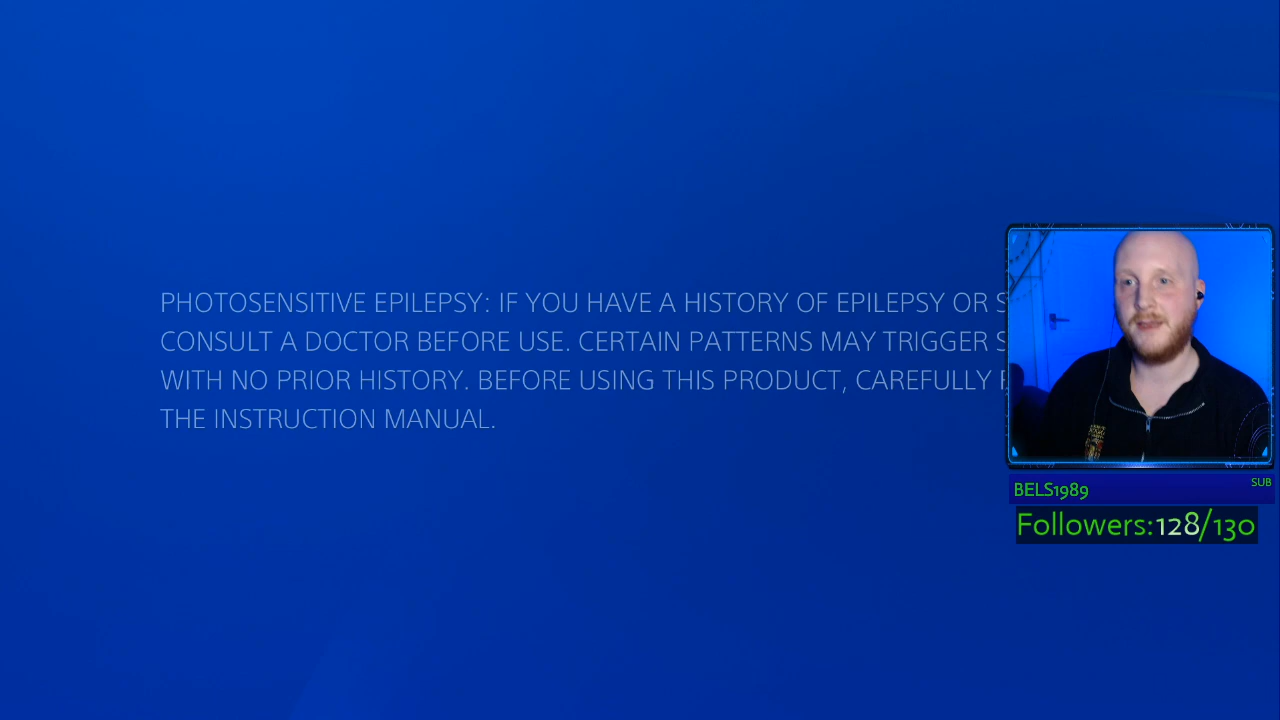 PHOTOSENSITIVE EPILEPSY: IF YOU HAVE A HISTORY OF EPILEPSY OR
CONSULT A DOCTOR BEFORE USE. CERTAIN PATTERNS MAY TRIGGER
WITH NO PRIOR HISTORY. BEFORE USING THIS PRODUCT, CAREFULLY
THE INSTRUCTION MANUAL.
BELS1989 SUB
Followers:128/130